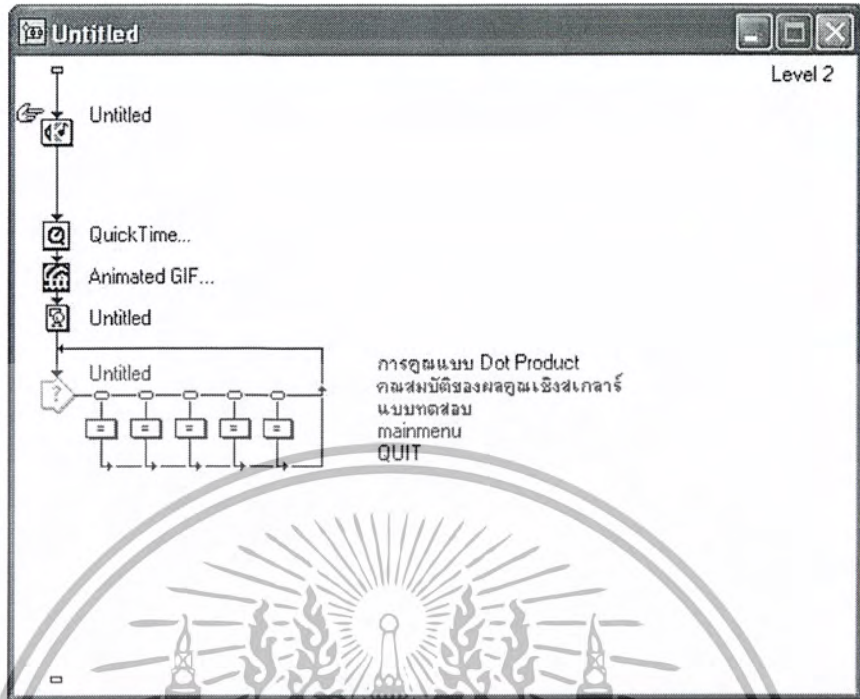 Untitled
Level 2
Untitled
QuickTime...
Animated GIF...
Untitled
Untitled
การคูณแบบ Dot Product
คุณสมบัติของผลคูณเชิงสเกลาร์
แบบทดสอบ
mainmenu
QUIT